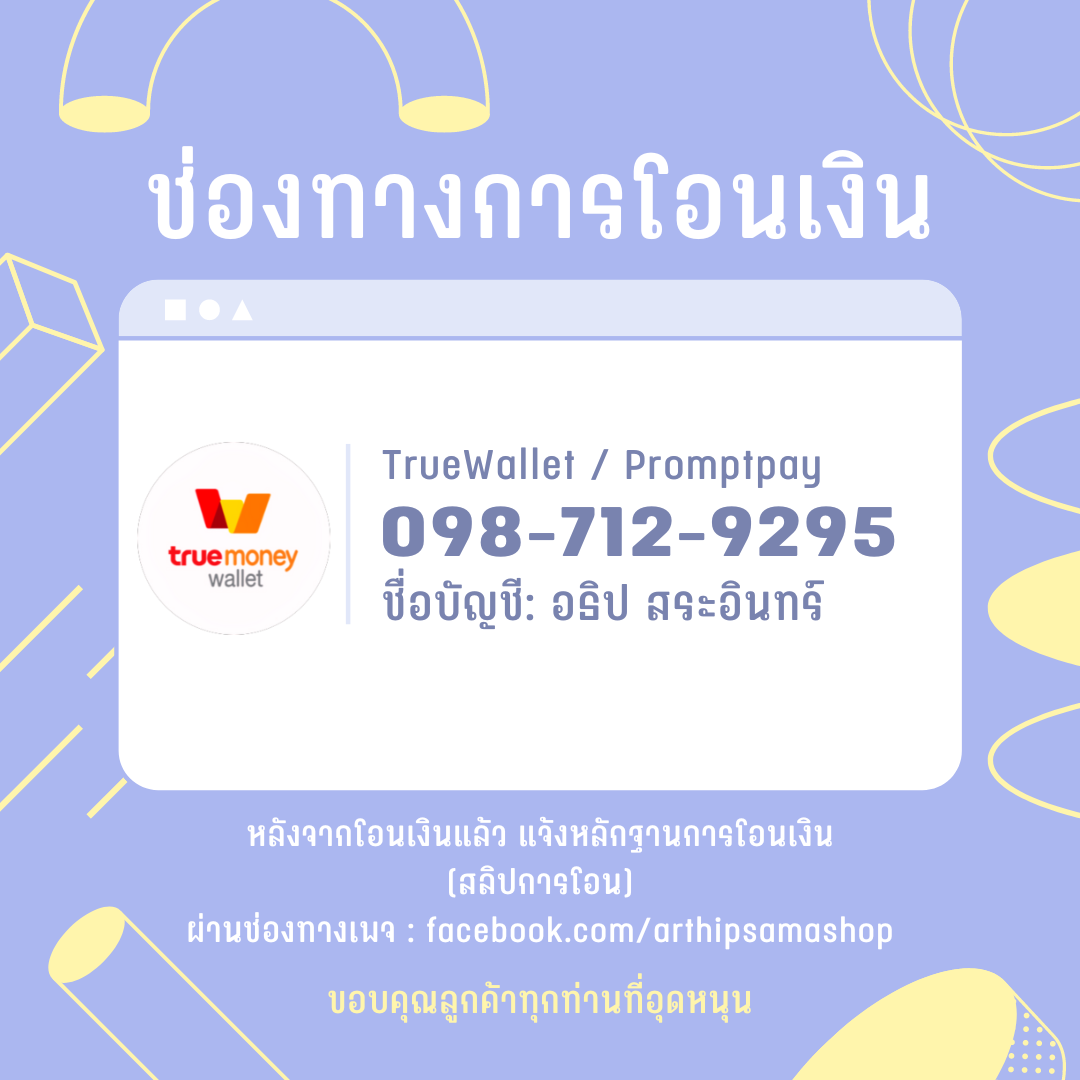 ช่องทางการโอนเงิน
truemoney
wallet
TrueWallet / Promptpay
098-712-9295
ชื่อบัญชี: อธิป สระอินทร์
หลังจากโอนเงินแล้ว แจ้งหลักฐานการโอนเงิน
(สลิปการโอน)
ผ่านช่องทางเนจ : facebook.com/arthipsamashop
ขอบคุณลูกค้าทุกท่านที่อุดหนุน